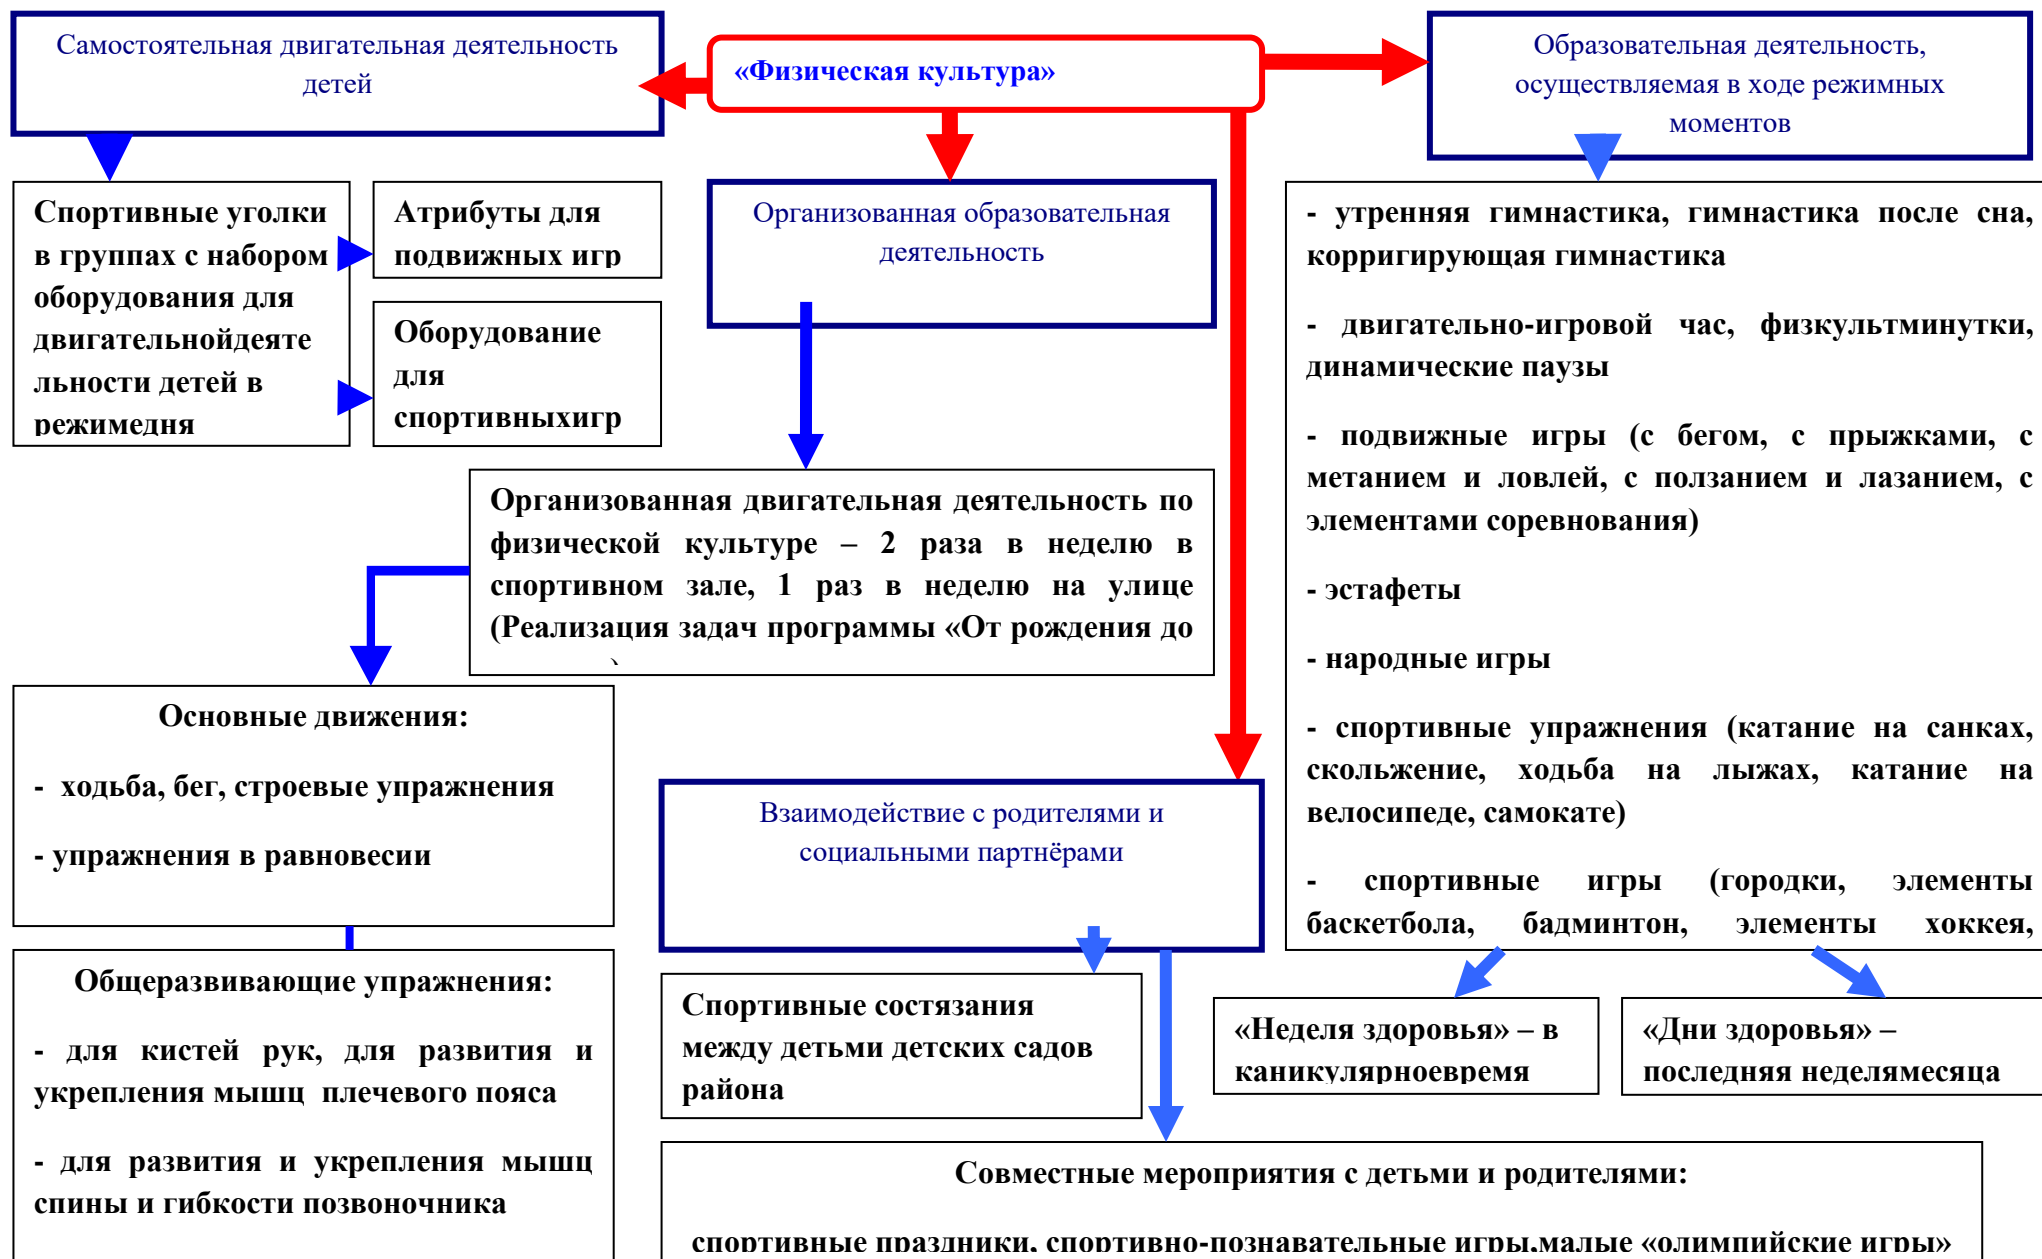 Самостоятельная двигательная деятельность
детей
«Физическая культура»
Образовательная деятельность,
осуществляемая в ходе режимных
моментов
Спортивные уголки
в группах с набором
оборудования для
двигательнойдеяте
льности детей в
режимедня
Атрибуты для
подвижных игр
Оборудование
для
спортивныхигр
Организованная образовательная
деятельность
- утренняя гимнастика, гимнастика после сна,
корригирующая гимнастика
- двигательно-игровой час, физкультминутки,
динамические паузы
- подвижные игры (с бегом, с прыжками, с
метанием и ловлей, с ползанием и лазанием, с
элементами соревнования)
- эстафеты
- народные игры
- спортивные упражнения (катание на санках,
скольжение, ходьба на лыжах, катание на
велосипеде, самокате)
- спортивные игры (городки, элементы
баскетбола, бадминтон, элементы хоккея,
Организованная двигательная деятельность по
физической культуре – 2 раза в неделю в
спортивном зале, 1 раз в неделю на улице
(Реализация задач программы «От рождения до
Основные движения:
- ходьба, бег, строевые упражнения
- упражнения в равновесии
Взаимодействие с родителями и
социальными партнёрами
Общеразвивающие упражнения:
- для кистей рук, для развития и
укрепления мышц плечевого пояса
- для развития и укрепления мышц
спины и гибкости позвоночника
Спортивные состязания
между детьми детских садов
района
«Неделя здоровья» – в
каникулярноевремя
«Дни здоровья» –
последняя неделямесяца
Совместные мероприятия с детьми и родителями:
спортивные праздники, спортивно-познавательные игры,малые «олимпийские игры»